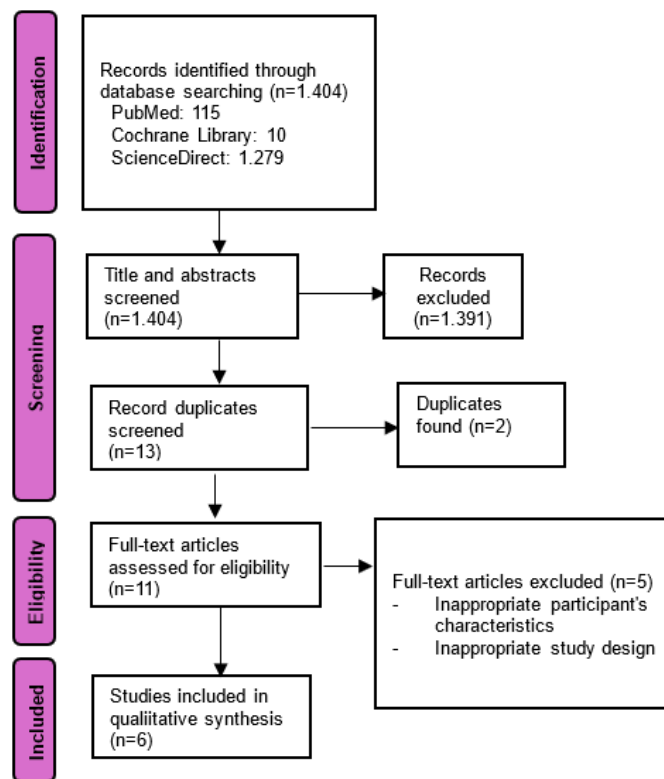 Identification
Records identified through
database searching (n=1.404)
PubMed: 115
Cochrane Library: 10
ScienceDirect: 1.279
Screening
Title and abstracts
screened
(n=1.404)
Records
excluded
(n=1.391)
Record duplicates
screened
(n=13)
Duplicates
found (n=2)
Eligibility
Full-text articles
assessed for eligibility
(n=11)
Full-text articles excluded (n=5)
- Inappropriate participant's
characteristics
- Inappropriate study design
Included
Studies included in
qualiitative synthesis
(n=6)